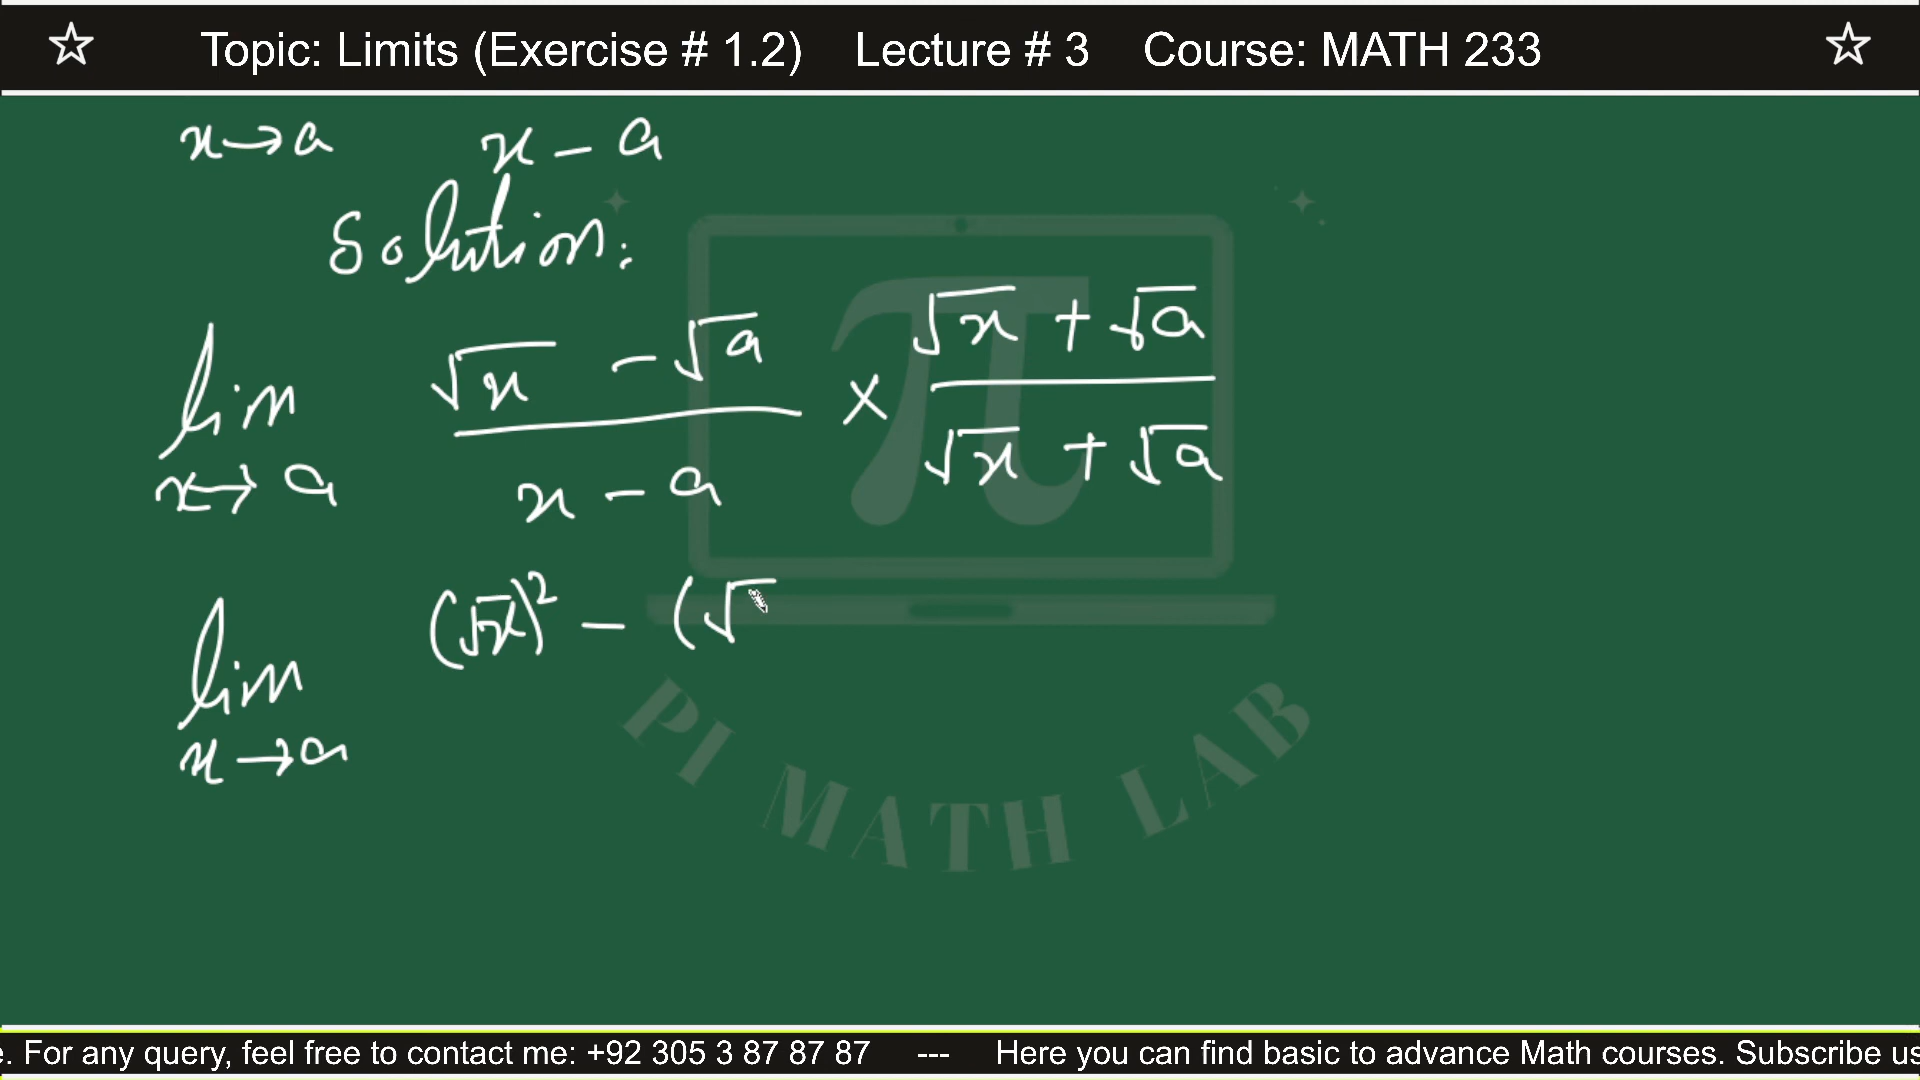 ☆ Topic: Limits (Exercise # 1.2) Lecture # 3 Course: MATH 233 ☆
x→a x - a
Solution:
lim x→a (√x - √a)/(x - a) × (√x + √a)/(√x + √a)
lim x→a (√x)² - (√
PI MATH LAB
e. For any query, feel free to contact me: +92 305 3 87 87 87 --- Here you can find basic to advance Math courses. Subscribe us